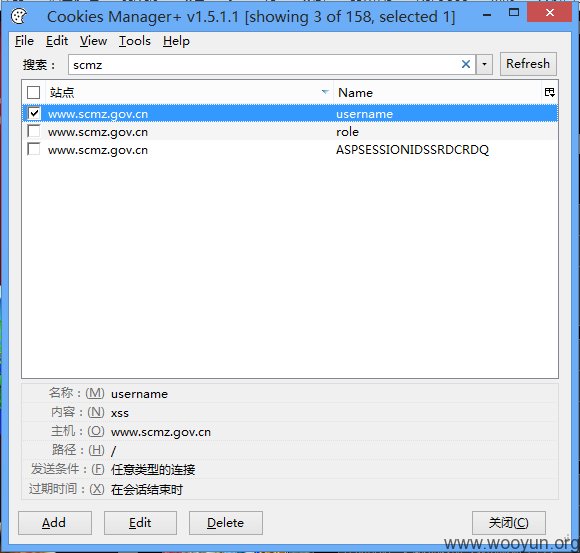 Cookies Manager+ v1.5.1.1 [showing 3 of 158, selected 1]
File Edit View Tools Help
搜索： scmz Refresh
站点 Name
www.scmz.gov.cn username
www.scmz.gov.cn role
www.scmz.gov.cn ASPSESSIONIDSSRDCRDQ
名称：(M) username
内容：(N) xss
主机：(O) www.scmz.gov.cn
路径：(H) /
发送条件：(F) 任意类型的连接
过期时间：(X) 在会话结束时
Add Edit Delete 关闭(C)
www.wooyun.org